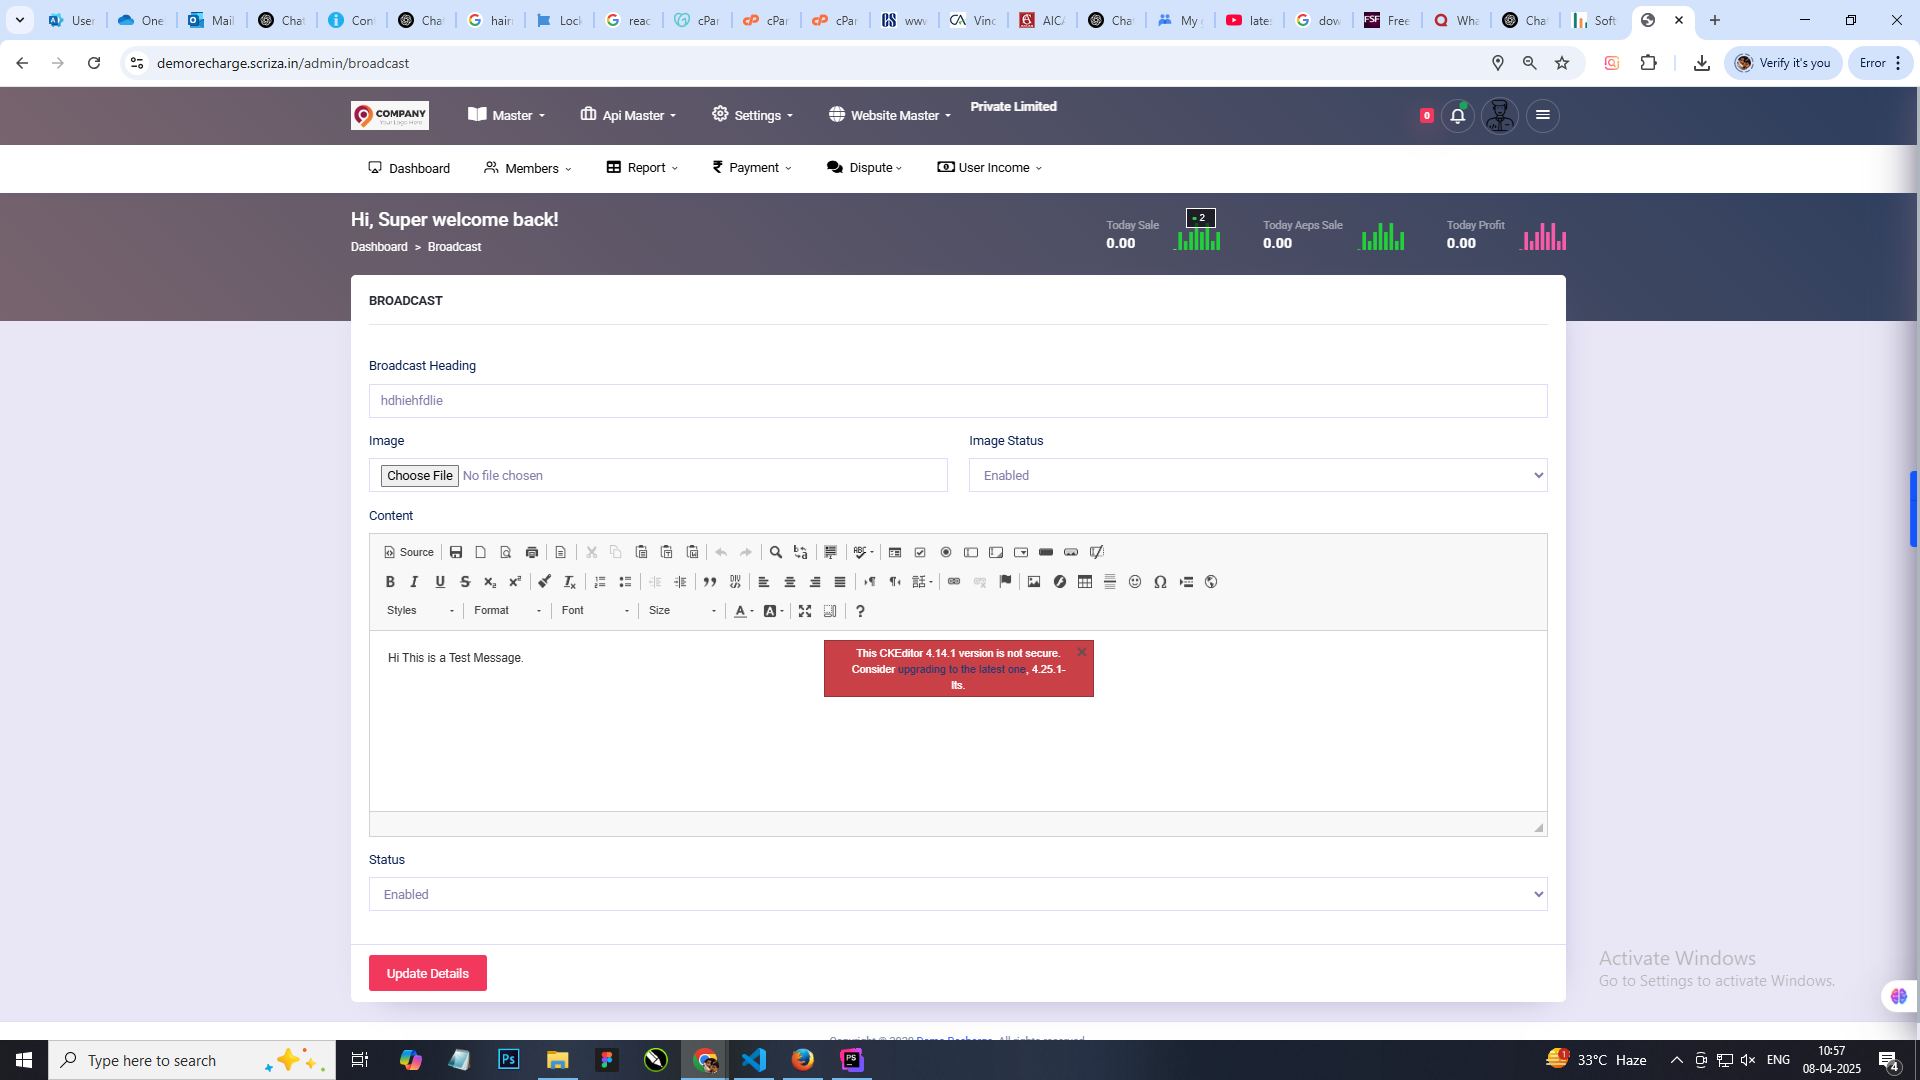 User
One
Mail
Chat
Con
Chat
hair
Lock
reac
cPar
cPar
cPar
www
Vinc
AICA
Chat
My
late
dow
Free
Wha
Chat
Soft
demorecharge.scriza.in/admin/broadcast
Verify it's you
Error
COMPANY
Your Logo Here
Master
Api Master
Settings
Website Master
Private Limited
0
Dashboard
Members
Report
Payment
Dispute
User Income
Hi, Super welcome back!
Dashboard > Broadcast
Today Sale
0.00
2
Today Aeps Sale
0.00
Today Profit
0.00
BROADCAST
Broadcast Heading
hdhiehfdlie
Image
Image Status
Choose File No file chosen
Enabled
Content
Source
Styles
Format
Font
Size
Hi This is a Test Message.
This CKEditor 4.14.1 version is not secure.
Consider upgrading to the latest one, 4.25.1-
lts.
Status
Enabled
Update Details
Activate Windows
Go to Settings to activate Windows.
Type here to search
33°C Haze
ENG
10:57
08-04-2025
4